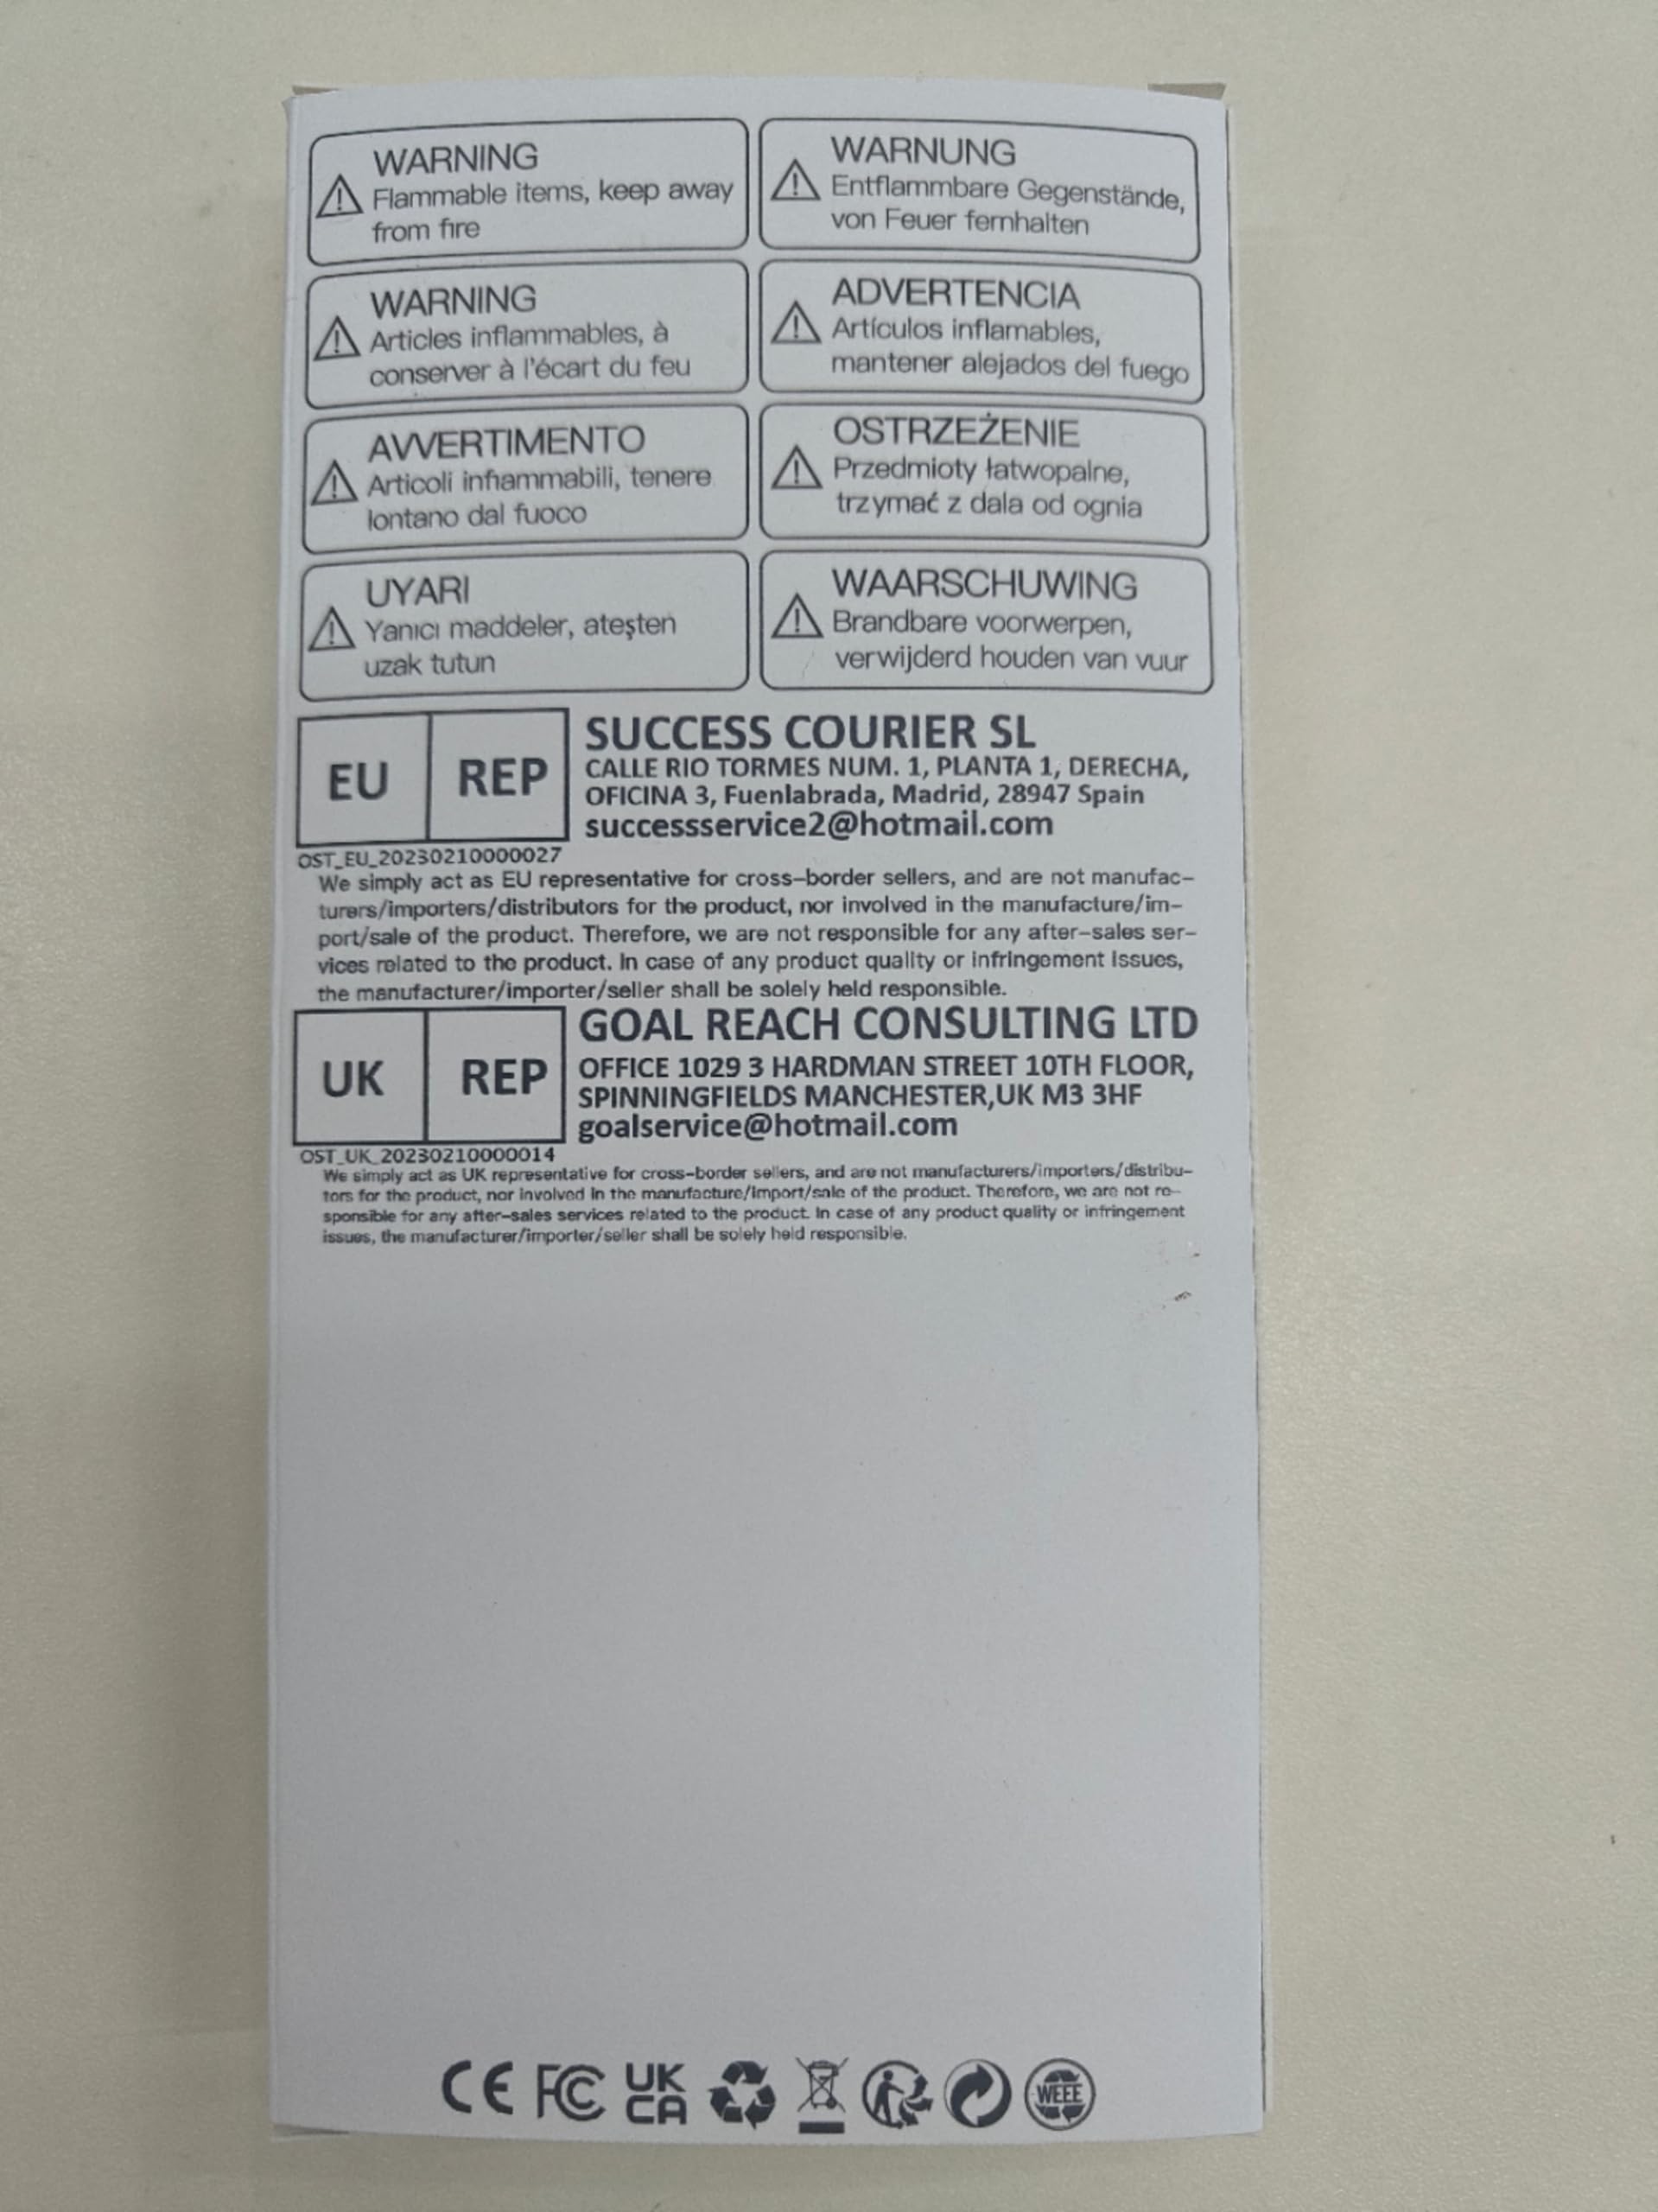 WARNING
Flammable items, keep away
from fire
WARNUNG
Entflammbare Gegenstände,
von Feuer fernhalten
WARNING
Articles inflammables, à
conserver à l'écart du feu
ADVERTENCIA
Artículos inflamables,
mantener alejados del fuego
AVVERTIMENTO
Articoli infiammabili, tenere
lontano dal fuoco
OSTRZEŻENIE
Przedmioty łatwopalne,
trzymać z dala od ognia
UYARI
Yanıcı maddeler, ateşten
uzak tutun
WAARSCHUWING
Brandbare voorwerpen,
verwijderd houden van vuur
EU REP
SUCCESS COURIER SL
CALLE RIO TORMES NUM. 1, PLANTA 1, DERECHA,
OFICINA 3, Fuenlabrada, Madrid, 28947 Spain
successservice2@hotmail.com
OST_EU_20230210000027
We simply act as EU representative for cross-border sellers, and are not manufac-
turers/importers/distributors for the product, nor involved in the manufacture/im-
port/sale of the product. Therefore, we are not responsible for any after-sales ser-
vices related to the product. In case of any product quality or infringement issues,
the manufacturer/importer/seller shall be solely held responsible.
UK REP
GOAL REACH CONSULTING LTD
OFFICE 1029 3 HARDMAN STREET 10TH FLOOR,
SPINNINGFIELDS MANCHESTER,UK M3 3HF
goalservice@hotmail.com
OST_UK_20230210000014
We simply act as UK representative for cross-border sellers, and are not manufacturers/importers/distribu-
tors for the product, nor involved in the manufacture/import/sale of the product. Therefore, we are not re-
sponsible for any after-sales services related to the product. In case of any product quality or infringement
issues, the manufacturer/importer/seller shall be solely held responsible.
CE FC UK CA WEEE